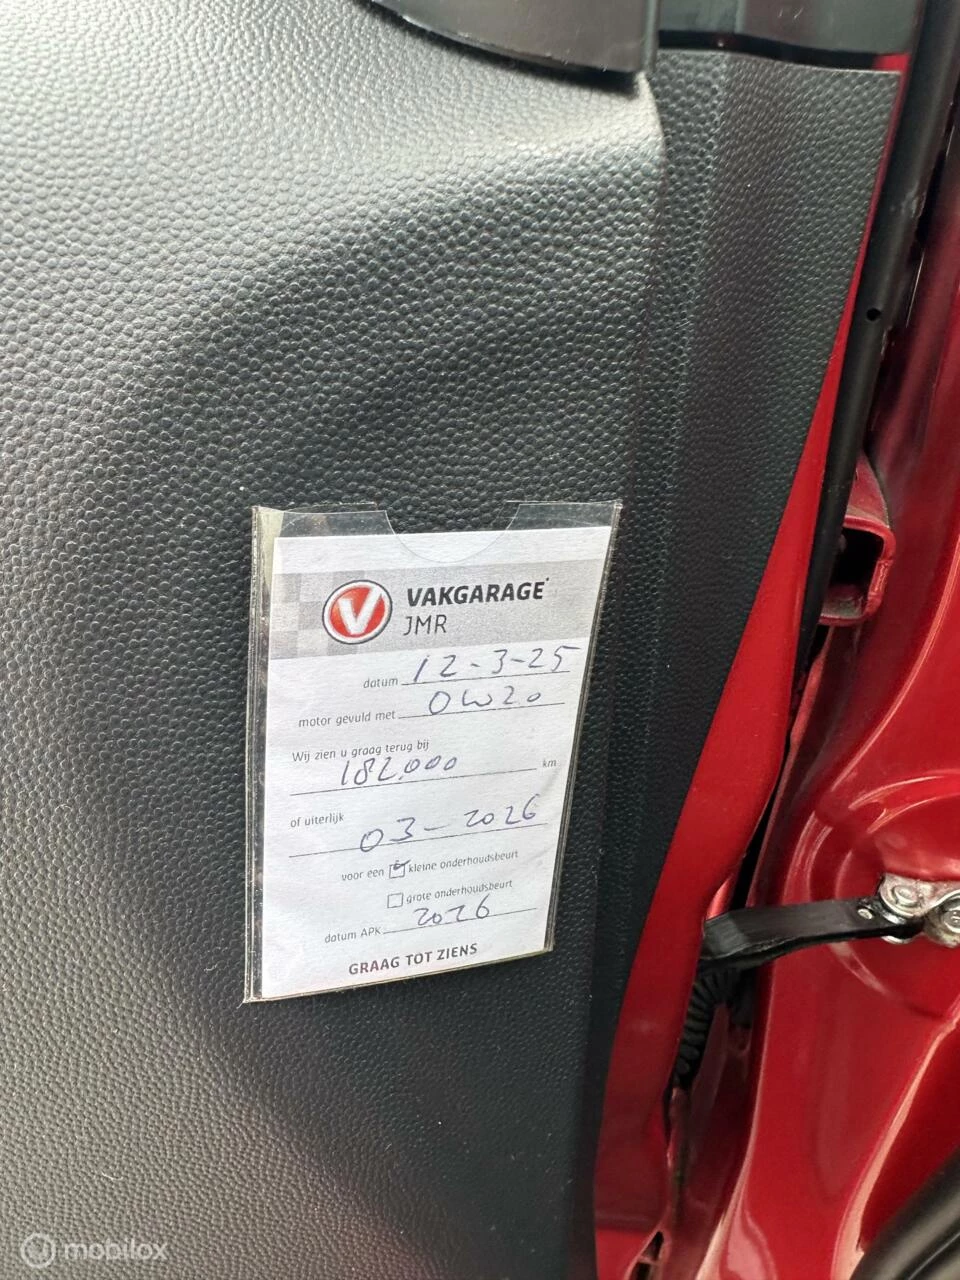 V VAKGARAGE
JMR
datum 12-3-25
motor gevuld met 0W20
Wij zien u graag terug bij
182.000 km
of uiterlijk
03-2026
voor een kleine onderhoudsbeurt
grote onderhoudsbeurt
datum APK 2026
GRAAG TOT ZIENS
mobilox